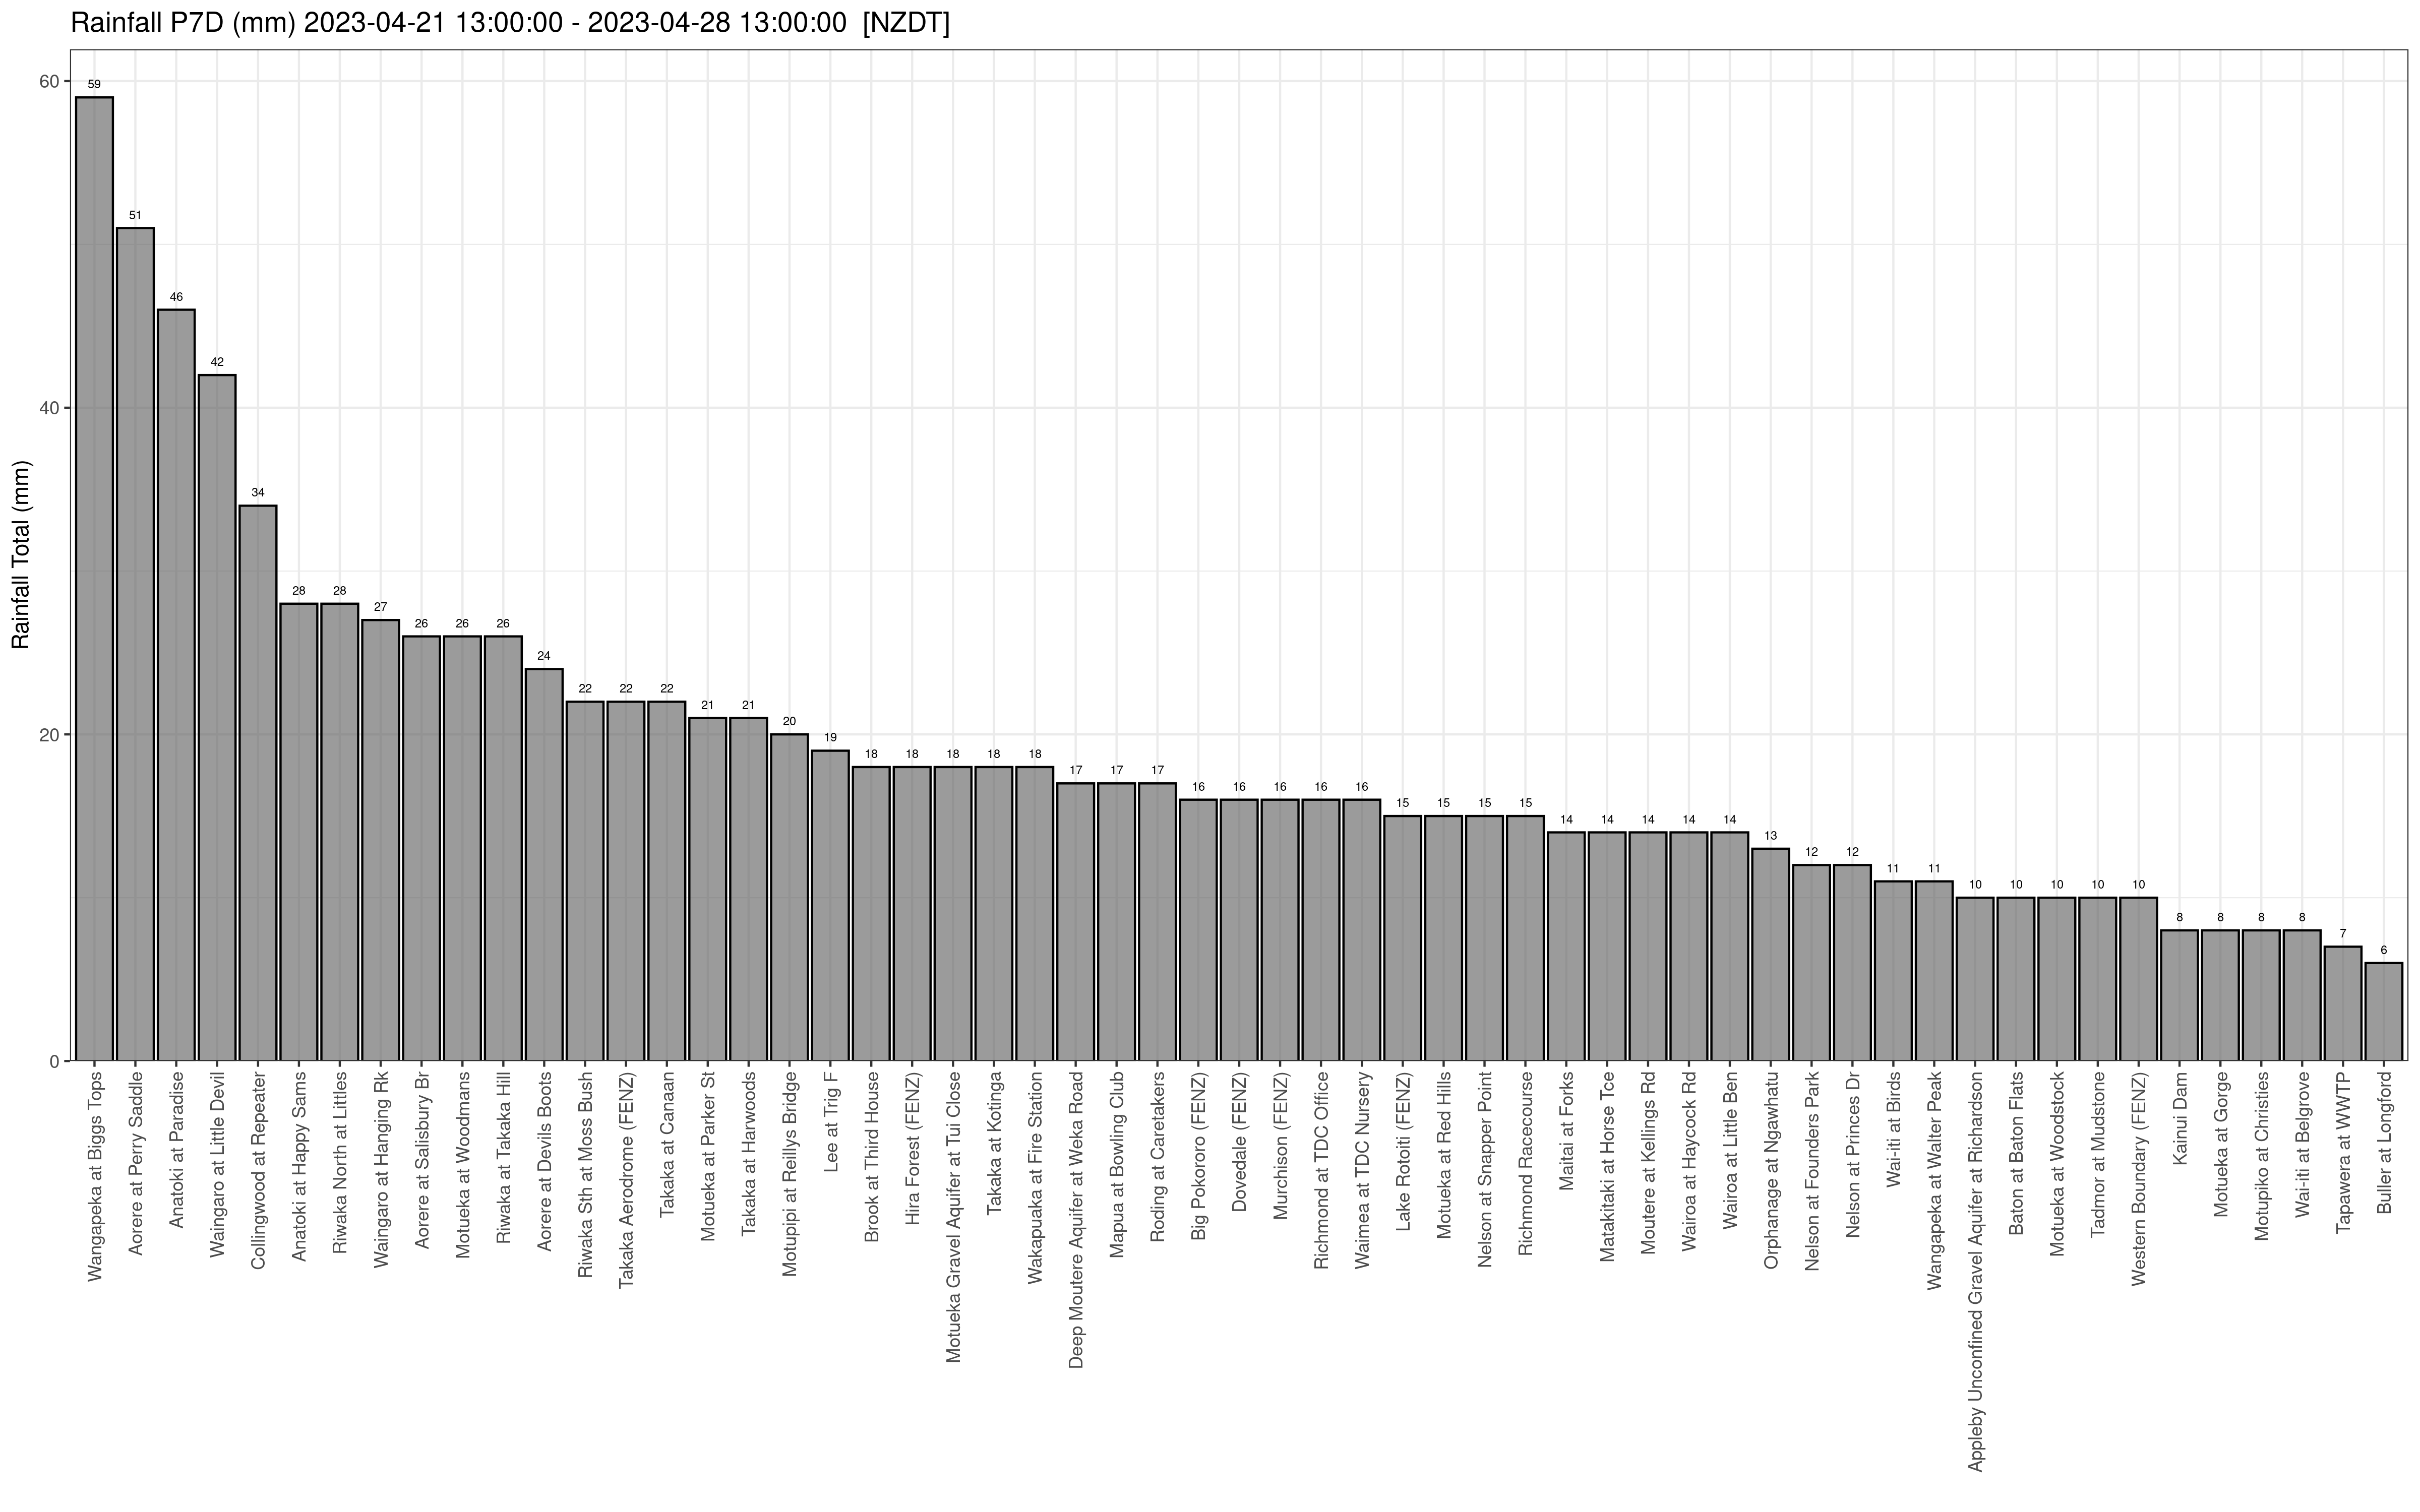 Rainfall P7D (mm) 2023-04-21 13:00:00 - 2023-04-28 13:00:00 [NZDT]
Rainfall Total (mm)
60
40
20
0
59
51
46
42
34
28
28
27
26
26
26
24
22
22
22
21
21
20
19
18
18
18
18
18
17
17
17
16
16
16
16
16
15
15
15
15
14
14
14
14
14
13
12
12
11
11
10
10
10
10
10
8
8
8
8
7
6
Wangapeka at Biggs Tops
Aorere at Perry Saddle
Anatoki at Paradise
Waingaro at Little Devil
Collingwood at Repeater
Anatoki at Happy Sams
Riwaka North at Littles
Waingaro at Hanging Rk
Aorere at Salisbury Br
Motueka at Woodmans
Riwaka at Takaka Hill
Aorere at Devils Boots
Riwaka Sth at Moss Bush
Takaka Aerodrome (FENZ)
Takaka at Canaan
Motueka at Parker St
Takaka at Harwoods
Motupipi at Reillys Bridge
Lee at Trig F
Brook at Third House
Hira Forest (FENZ)
Motueka Gravel Aquifer at Tui Close
Takaka at Kotinga
Wakapuaka at Fire Station
Deep Moutere Aquifer at Weka Road
Mapua at Bowling Club
Roding at Caretakers
Big Pokororo (FENZ)
Dovedale (FENZ)
Murchison (FENZ)
Richmond at TDC Office
Waimea at TDC Nursery
Lake Rotoiti (FENZ)
Motueka at Red Hills
Nelson at Snapper Point
Richmond Racecourse
Maitai at Forks
Matakitaki at Horse Tce
Moutere at Kellings Rd
Wairoa at Haycock Rd
Wairoa at Little Ben
Orphanage at Ngawhatu
Nelson at Founders Park
Nelson at Princes Dr
Wai-iti at Birds
Wangapeka at Walter Peak
Appleby Unconfined Gravel Aquifer at Richardson
Baton at Baton Flats
Motueka at Woodstock
Tadmor at Mudstone
Western Boundary (FENZ)
Kainui Dam
Motueka at Gorge
Motupiko at Christies
Wai-iti at Belgrove
Tapawera at WWTP
Buller at Longford